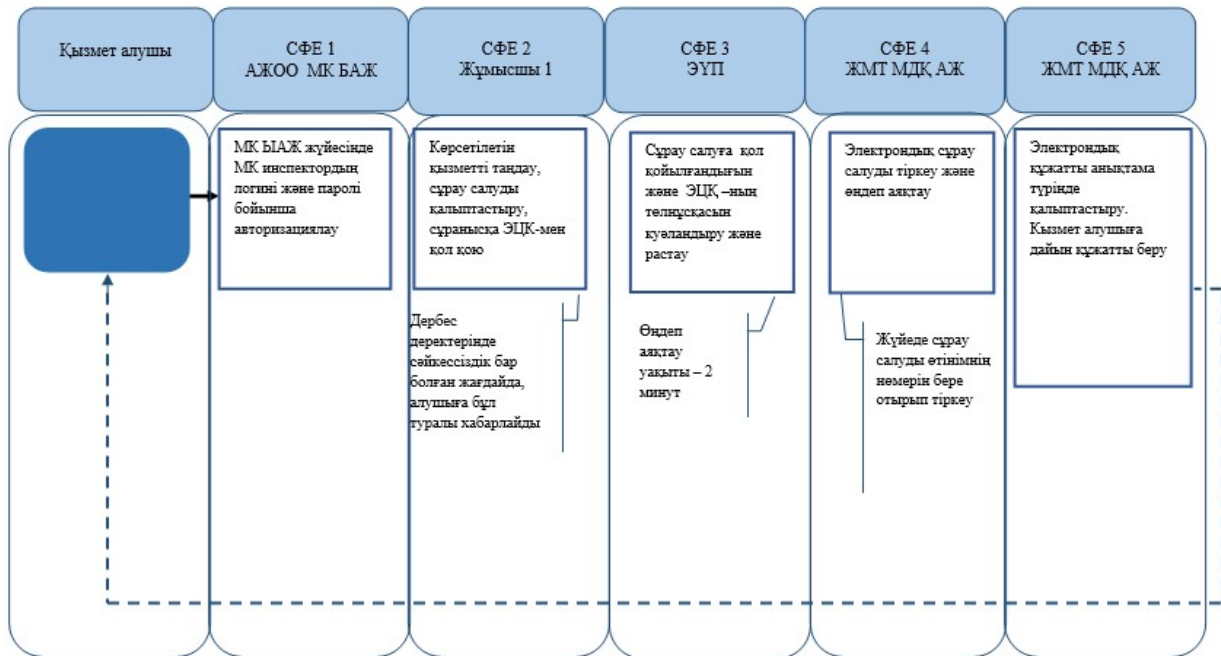 Қызмет алушы
СФЕ 1
АЖОО МК БАЖ
СФЕ 2
Жұмысшы 1
СФЕ 3
ЭҮП
СФЕ 4
ЖМТ МДҚ АЖ
СФЕ 5
ЖМТ МДҚ АЖ
МК ЫАЖ жүйесінде
МК инспектордың
логині және паролі
бойынша
авторизациялау
Көрсетілетін
қызметті таңдау,
сұрау салуды
қалыптастыру,
сұранысқа ЭЦК-мен
қол қою
Сұрау салуға қол
қойылғандығын
және ЭЦҚ –ның
төлнұсқасын
куәландыру және
растау
Электрондық сұрау
салуды тіркеу және
өңдеп аяқтау
Электрондық
құжатты анықтама
түрінде
қалыптастыру.
Кызмет алушыға
дайын құжатты беру
Дербес
деректерінде
сәйкессіздік бар
болған жағдайда,
алушыға бұл
туралы хабарлайды
Өңдеп
аяқтау
уақыты – 2
минут
Жүйеде сұрау
салуды өтінімнің
нөмерін бере
отырып тіркеу